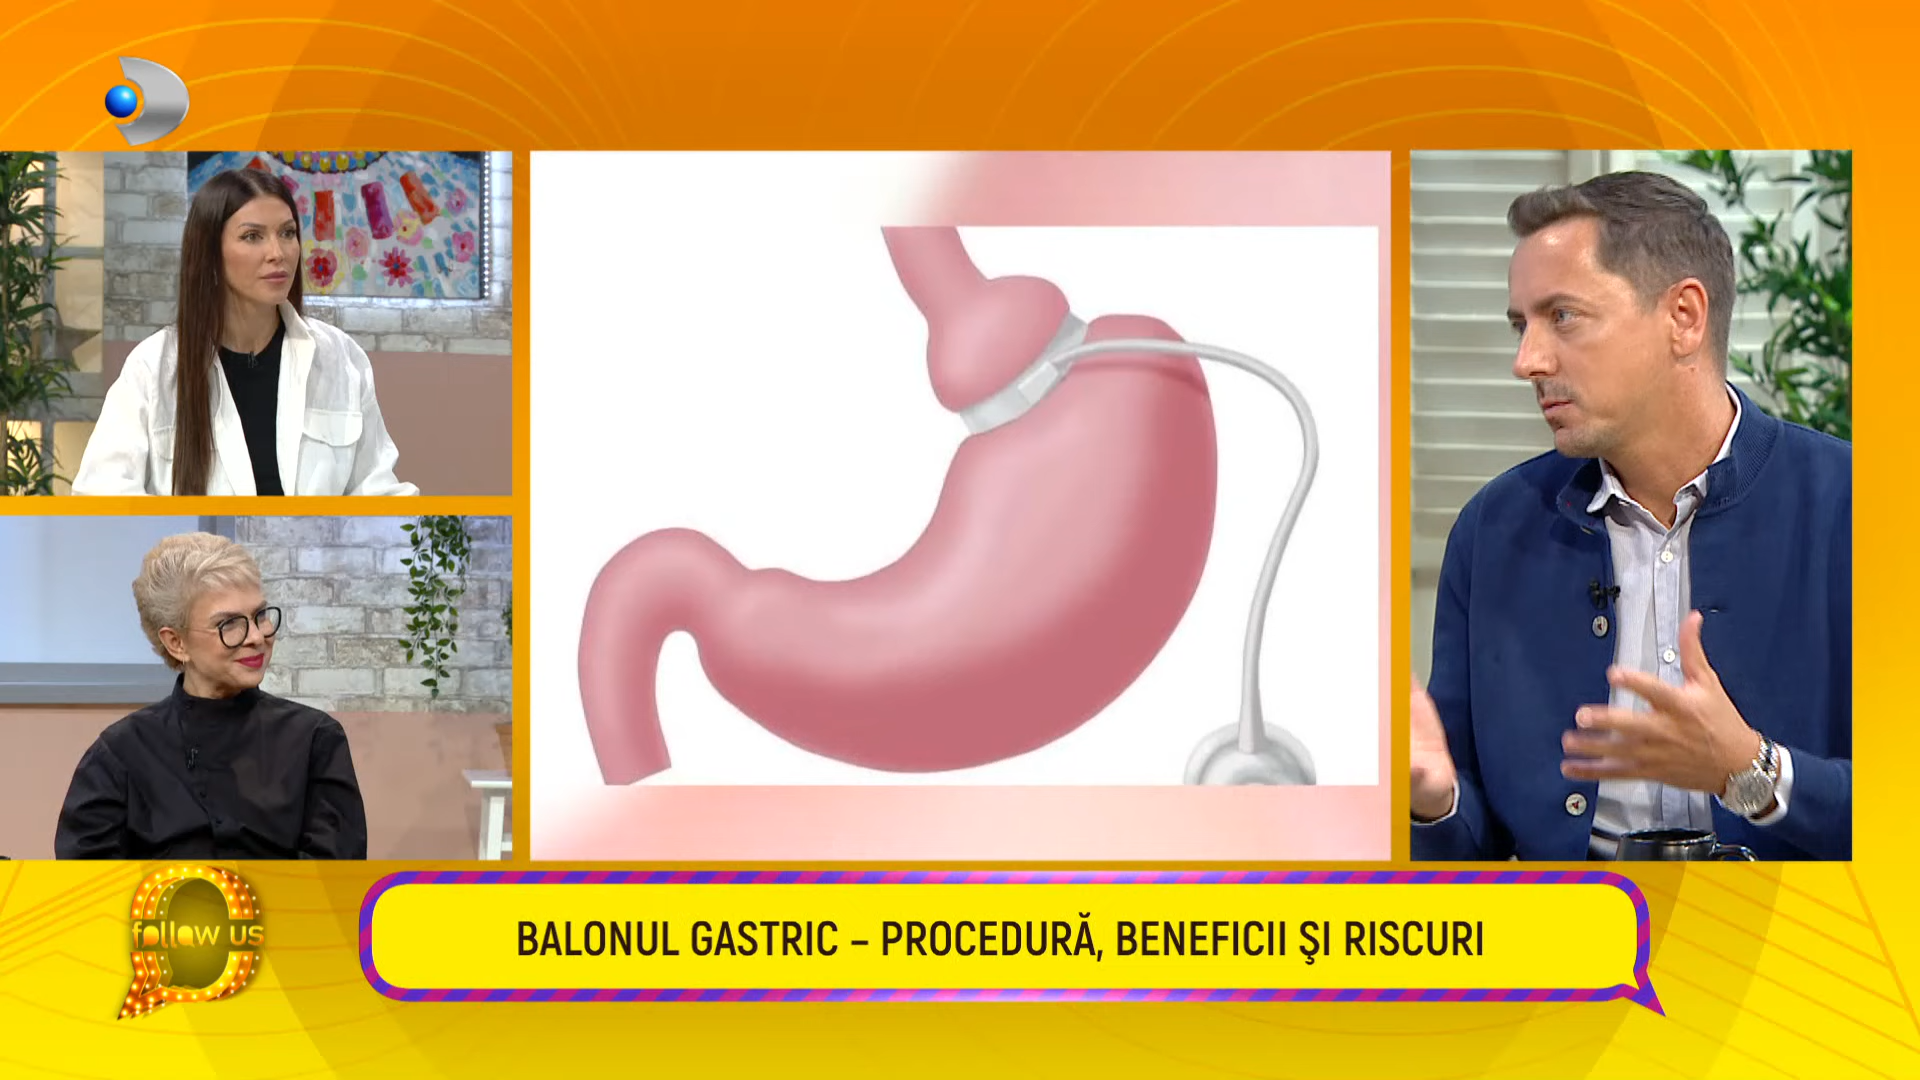 follow us
BALONUL GASTRIC – PROCEDURĂ, BENEFICII ŞI RISCURI